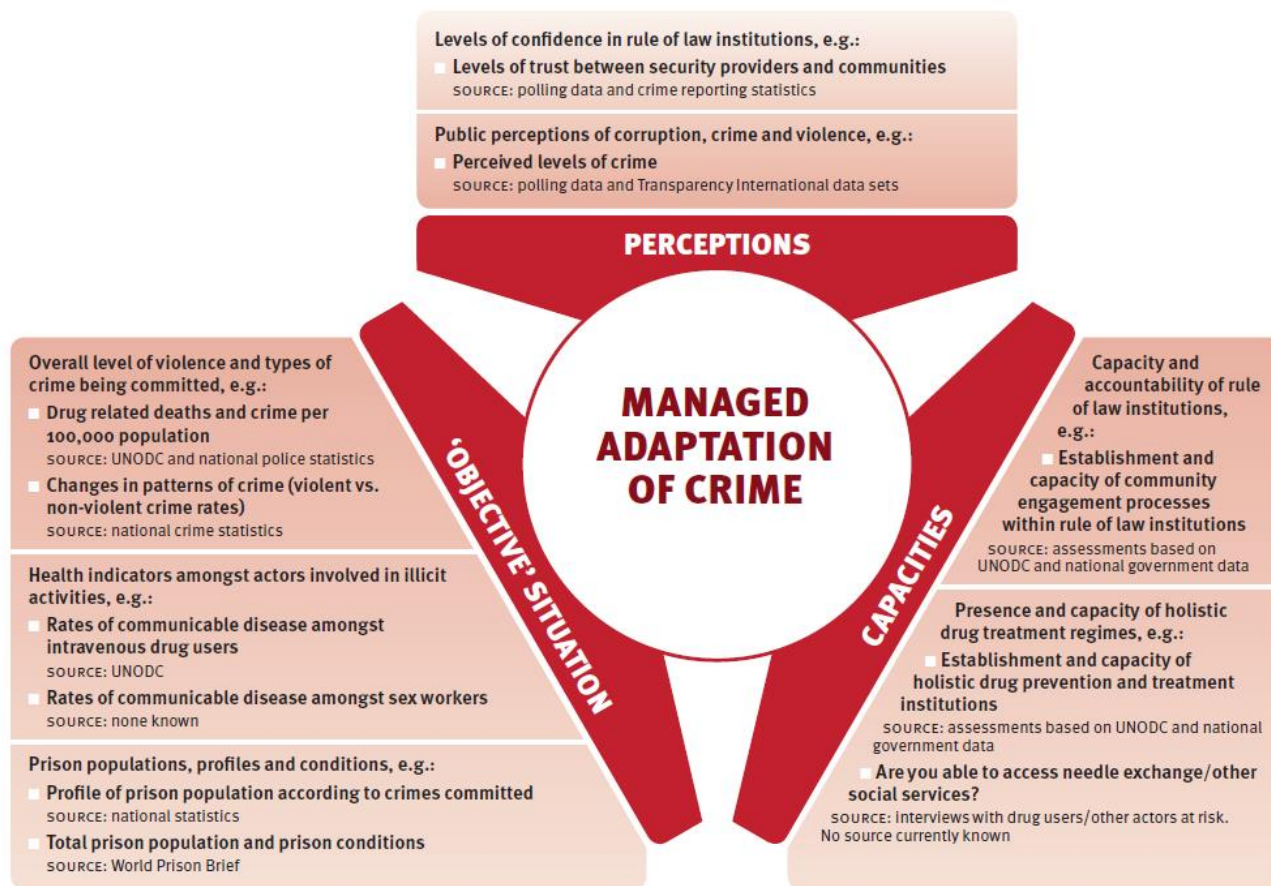 Levels of confidence in rule of law institutions, e.g.:
Levels of trust between security providers and communities
SOURCE: polling data and crime reporting statistics
Public perceptions of corruption, crime and violence, e.g.:
Perceived levels of crime
SOURCE: polling data and Transparency International data sets
PERCEPTIONS
MANAGED
ADAPTATION
OF CRIME
‘OBJECTIVE’ SITUATION
Overall level of violence and types of
crime being committed, e.g.:
Drug related deaths and crime per
100,000 population
SOURCE: UNODC and national police statistics
Changes in patterns of crime (violent vs.
non-violent crime rates)
SOURCE: national crime statistics
Health indicators amongst actors involved in illicit
activities, e.g.:
Rates of communicable disease amongst
intravenous drug users
SOURCE: UNODC
Rates of communicable disease amongst sex workers
SOURCE: none known
Prison populations, profiles and conditions, e.g.:
Profile of prison population according to crimes committed
SOURCE: national statistics
Total prison population and prison conditions
SOURCE: World Prison Brief
CAPACITIES
Capacity and
accountability of rule
of law institutions,
e.g.:
Establishment and
capacity of community
engagement processes
within rule of law institutions
SOURCE: assessments based on
UNODC and national government data
Presence and capacity of holistic
drug treatment regimes, e.g.:
Establishment and capacity of
holistic drug prevention and treatment
institutions
SOURCE: assessments based on UNODC and national
government data
Are you able to access needle exchange/other
social services?
SOURCE: interviews with drug users/other actors at risk.
No source currently known